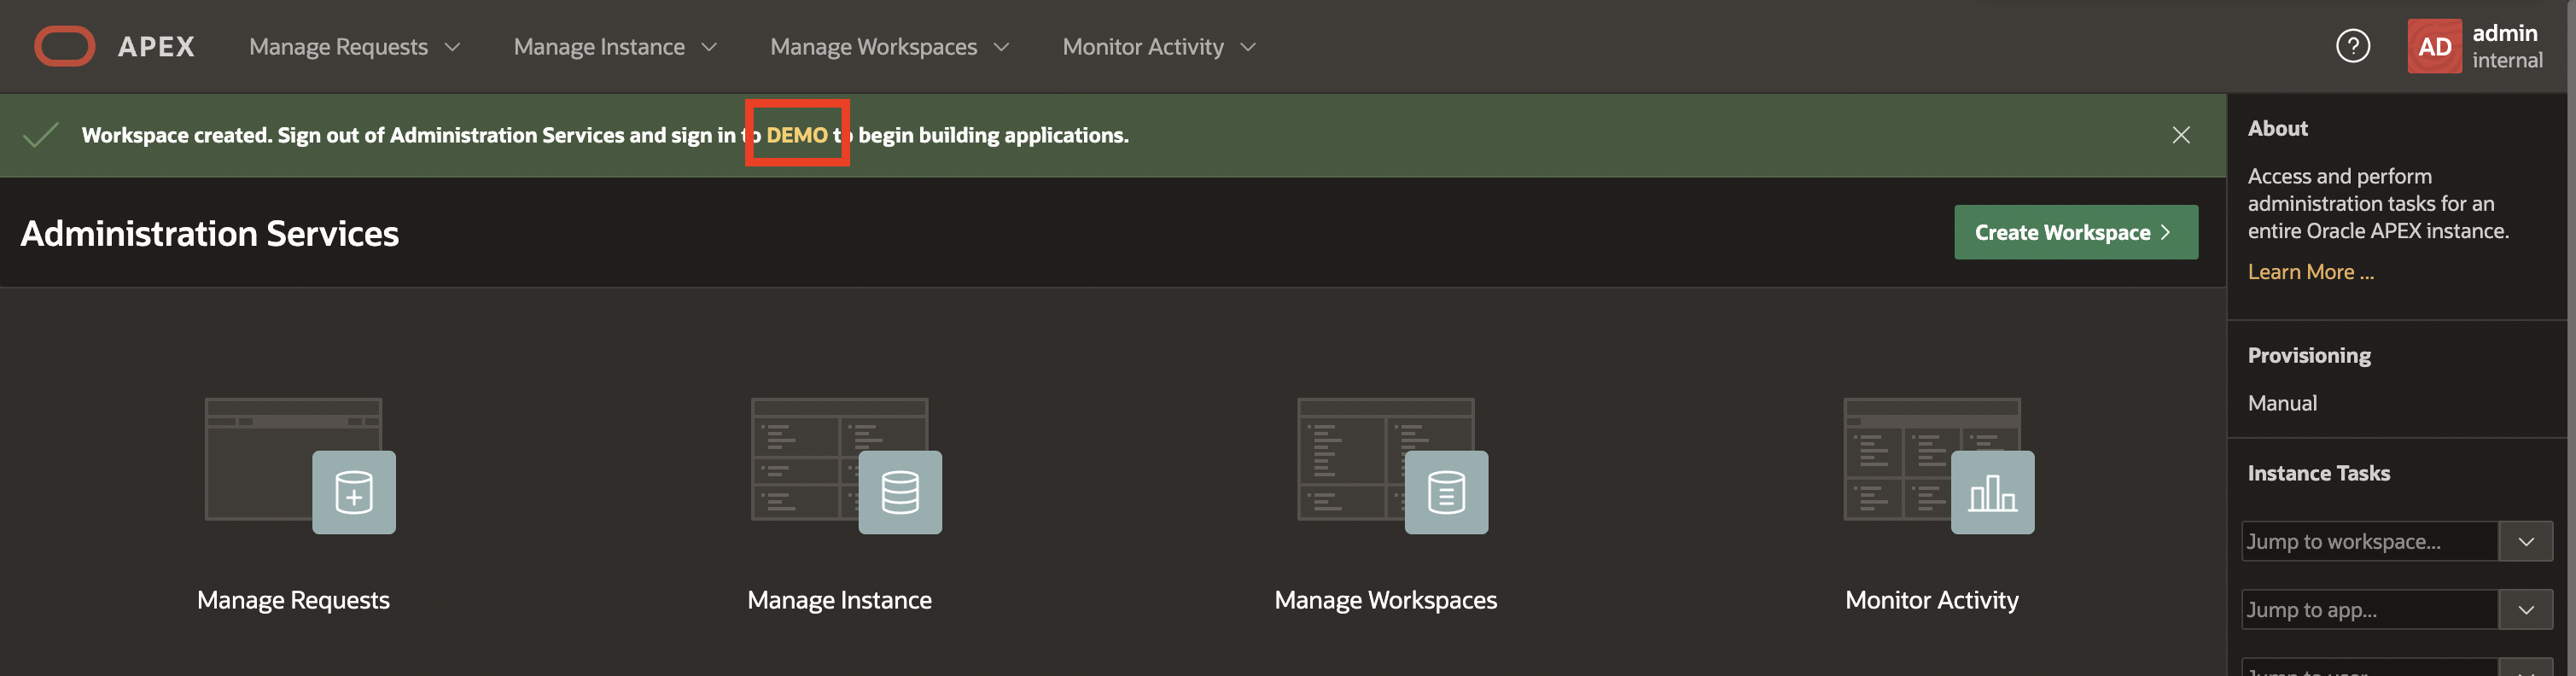 APEX
Manage Requests
Manage Instance
Manage Workspaces
Monitor Activity
?
AD
admin
internal
Workspace created. Sign out of Administration Services and sign in to DEMO to begin building applications.
Administration Services
Create Workspace
Manage Requests
Manage Instance
Manage Workspaces
Monitor Activity
About
Access and perform
administration tasks for an
entire Oracle APEX instance.
Learn More ...
Provisioning
Manual
Instance Tasks
Jump to workspace...
Jump to app...